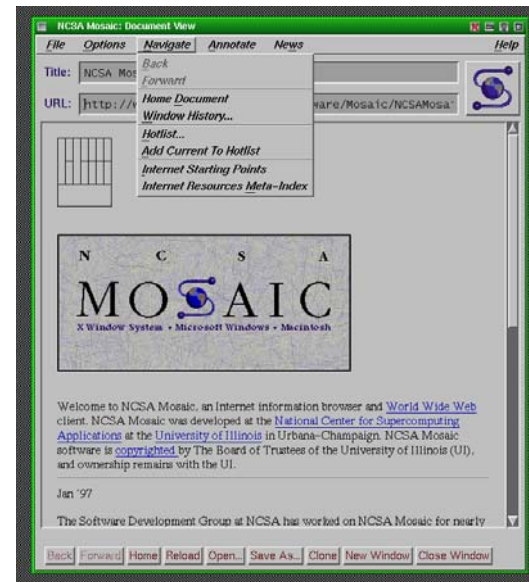 NCSA Mosaic: Document View
File Options Navigate Annotate News Help
Title: NCSA Mos
Back
Forward
URL: http://w ware/Mosaic/NCSAMosa
Home Document
Window History...
Hotlist...
Add Current To Hotlist
Internet Starting Points
Internet Resources Meta-Index
N C S A
MOSAIC
X Window System • Microsoft Windows • Macintosh
Welcome to NCSA Mosaic, an Internet information browser and World Wide Web
client. NCSA Mosaic was developed at the National Center for Supercomputing
Applications at the University of Illinois in Urbana-Champaign. NCSA Mosaic
software is copyrighted by The Board of Trustees of the University of Illinois (UI),
and ownership remains with the UI.
Jan '97
The Software Development Group at NCSA has worked on NCSA Mosaic for nearly
Back Forward Home Reload Open... Save As... Clone New Window Close Window